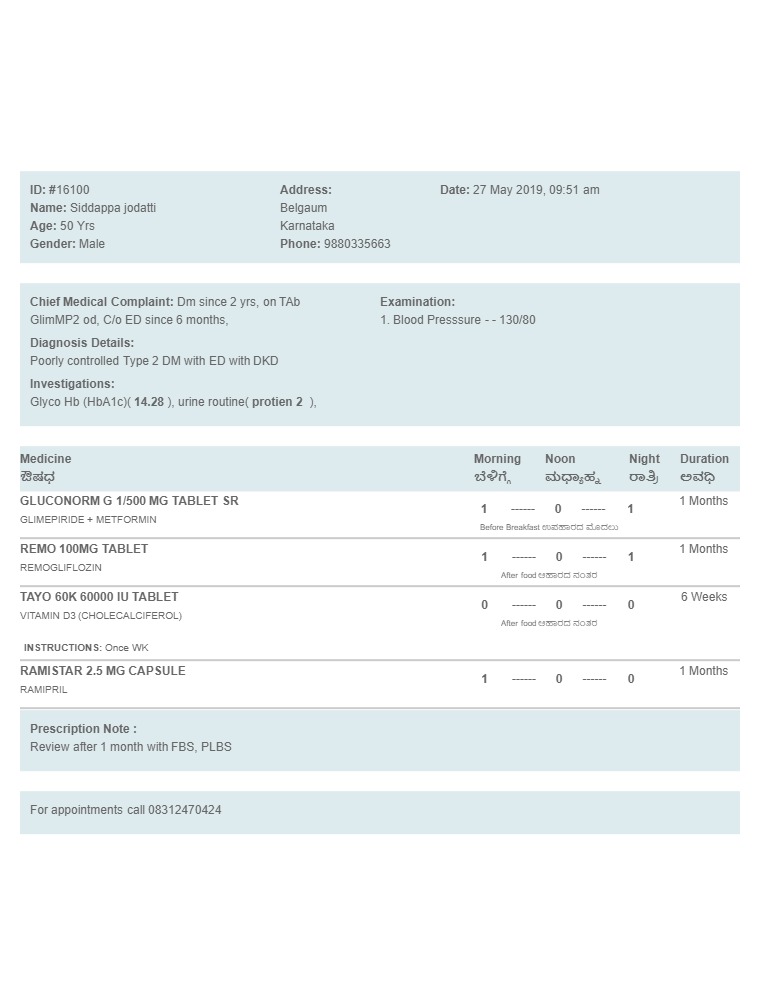 ID: #16100
Name: Siddappa jodatti
Age: 50 Yrs
Gender: Male
Address:
Belgaum
Karnataka
Phone: 9880335663
Date: 27 May 2019, 09:51 am
Chief Medical Complaint: Dm since 2 yrs, on TAb
GlimMP2 od, C/o ED since 6 months,
Diagnosis Details:
Poorly controlled Type 2 DM with ED with DKD
Investigations:
Glyco Hb (HbA1c)( 14.28 ), urine routine( protien 2 ),
Examination:
1. Blood Presssure - - 130/80
Medicine Morning Noon Night Duration
ಔಷಧ ಬೆಳಿಗ್ಗೆ ಮಧ್ಯಾಹ್ನ ರಾತ್ರಿ ಅವಧಿ
GLUCONORM G 1/500 MG TABLET SR
GLIMEPIRIDE + METFORMIN
1 ------ 0 ------ 1 1 Months
Before Breakfast ಉಪಹಾರದ ಮೊದಲು
REMO 100MG TABLET
REMOGLIFLOZIN
1 ------ 0 ------ 1 1 Months
After food ಆಹಾರದ ನಂತರ
TAYO 60K 60000 IU TABLET
VITAMIN D3 (CHOLECALCIFEROL)
0 ------ 0 ------ 0 6 Weeks
After food ಆಹಾರದ ನಂತರ
INSTRUCTIONS: Once WK
RAMISTAR 2.5 MG CAPSULE
RAMIPRIL
1 ------ 0 ------ 0 1 Months
Prescription Note :
Review after 1 month with FBS, PLBS
For appointments call 08312470424